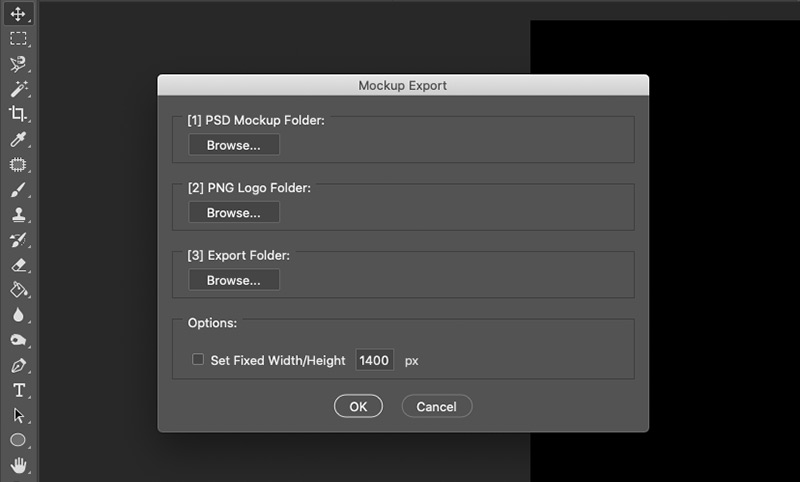 Mockup Export
[1] PSD Mockup Folder:
Browse...
[2] PNG Logo Folder:
Browse...
[3] Export Folder:
Browse...
Options:
Set Fixed Width/Height 1400 px
OK Cancel